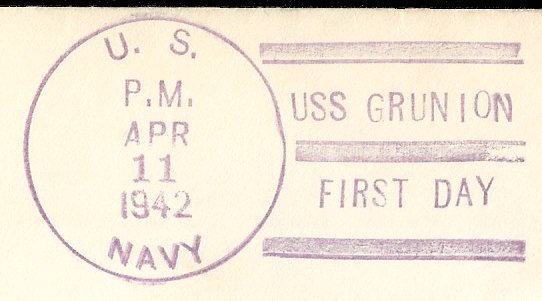 U. S.
P.M.
APR
11
1942
NAVY
USS GRUNION
FIRST DAY